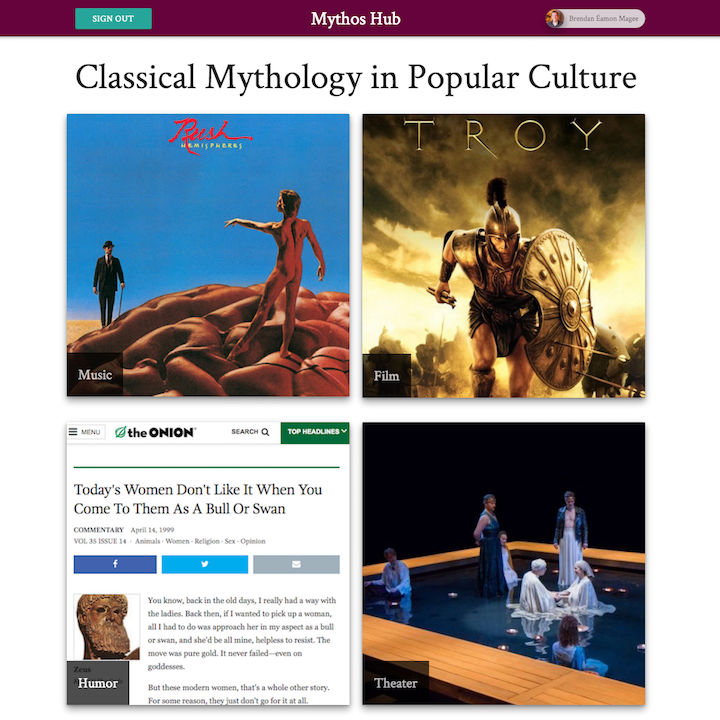 SIGN OUT
Mythos Hub
Brendan Eamon Magee
Classical Mythology in Popular Culture
Rush
HEMISPHERES
Music
TROY
Film
MENU
the ONION
SEARCH
TOP HEADLINES
Today's Women Don't Like It When You
Come To Them As A Bull Or Swan
COMMENTARY April 14, 1999
VOL 35 ISSUE 14 · Animals · Women · Religion · Sex · Opinion
f
You know, back in the old days, I really had a way with
the ladies. Back then, if I wanted to pick up a woman,
all I had to do was approach her in my aspect as a bull
or swan, and she'd be all mine, helpless to resist. The
move was pure gold. It never failed—even on
goddesses.
But these modern women, that's a whole other story.
For some reason, they just don't go for it at all.
Zeus
Humor
Theater